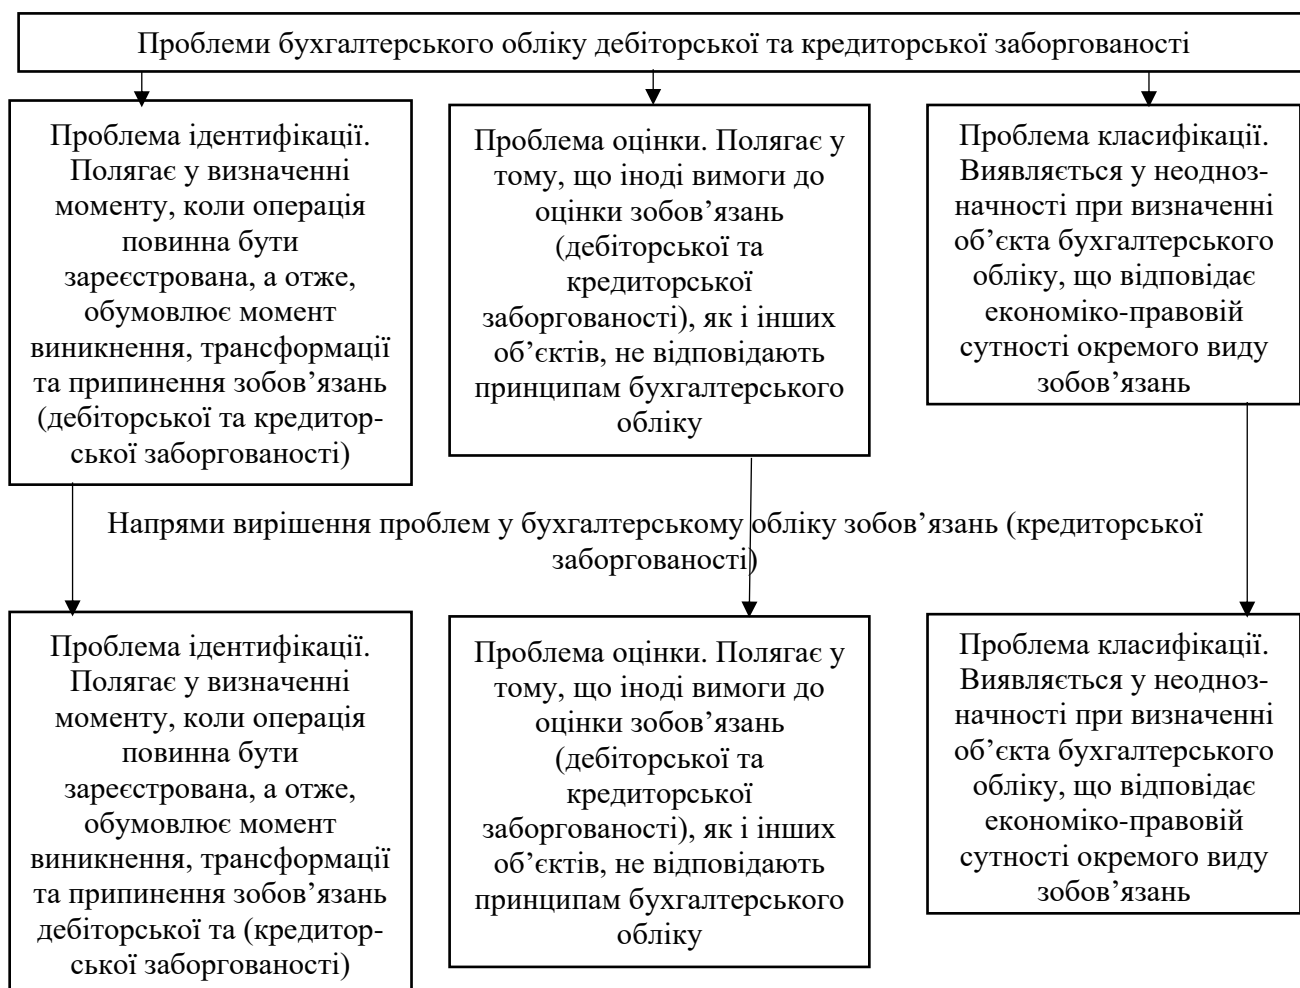 Проблеми бухгалтерського обліку дебіторської та кредиторської заборгованості
Проблема ідентифікації.
Полягає у визначенні
моменту, коли операція
повинна бути
зареєстрована, а отже,
обумовлює момент
виникнення, трансформації
та припинення зобов’язань
(дебіторської та кредитор-
ської заборгованості)
Проблема оцінки. Полягає у
тому, що іноді вимоги до
оцінки зобов’язань
(дебіторської та
кредиторської
заборгованості), як і інших
об’єктів, не відповідають
принципам бухгалтерського
обліку
Проблема класифікації.
Виявляється у неодноз-
начності при визначенні
об’єкта бухгалтерського
обліку, що відповідає
економіко-правовій
сутності окремого виду
зобов’язань
Напрями вирішення проблем у бухгалтерському обліку зобов’язань (кредиторської
заборгованості)
Проблема ідентифікації.
Полягає у визначенні
моменту, коли операція
повинна бути
зареєстрована, а отже,
обумовлює момент
виникнення, трансформації
та припинення зобов’язань
дебіторської та (кредитор-
ської заборгованості)
Проблема оцінки. Полягає у
тому, що іноді вимоги до
оцінки зобов’язань
(дебіторської та
кредиторської
заборгованості), як і інших
об’єктів, не відповідають
принципам бухгалтерського
обліку
Проблема класифікації.
Виявляється у неодноз-
начності при визначенні
об’єкта бухгалтерського
обліку, що відповідає
економіко-правовій
сутності окремого виду
зобов’язань